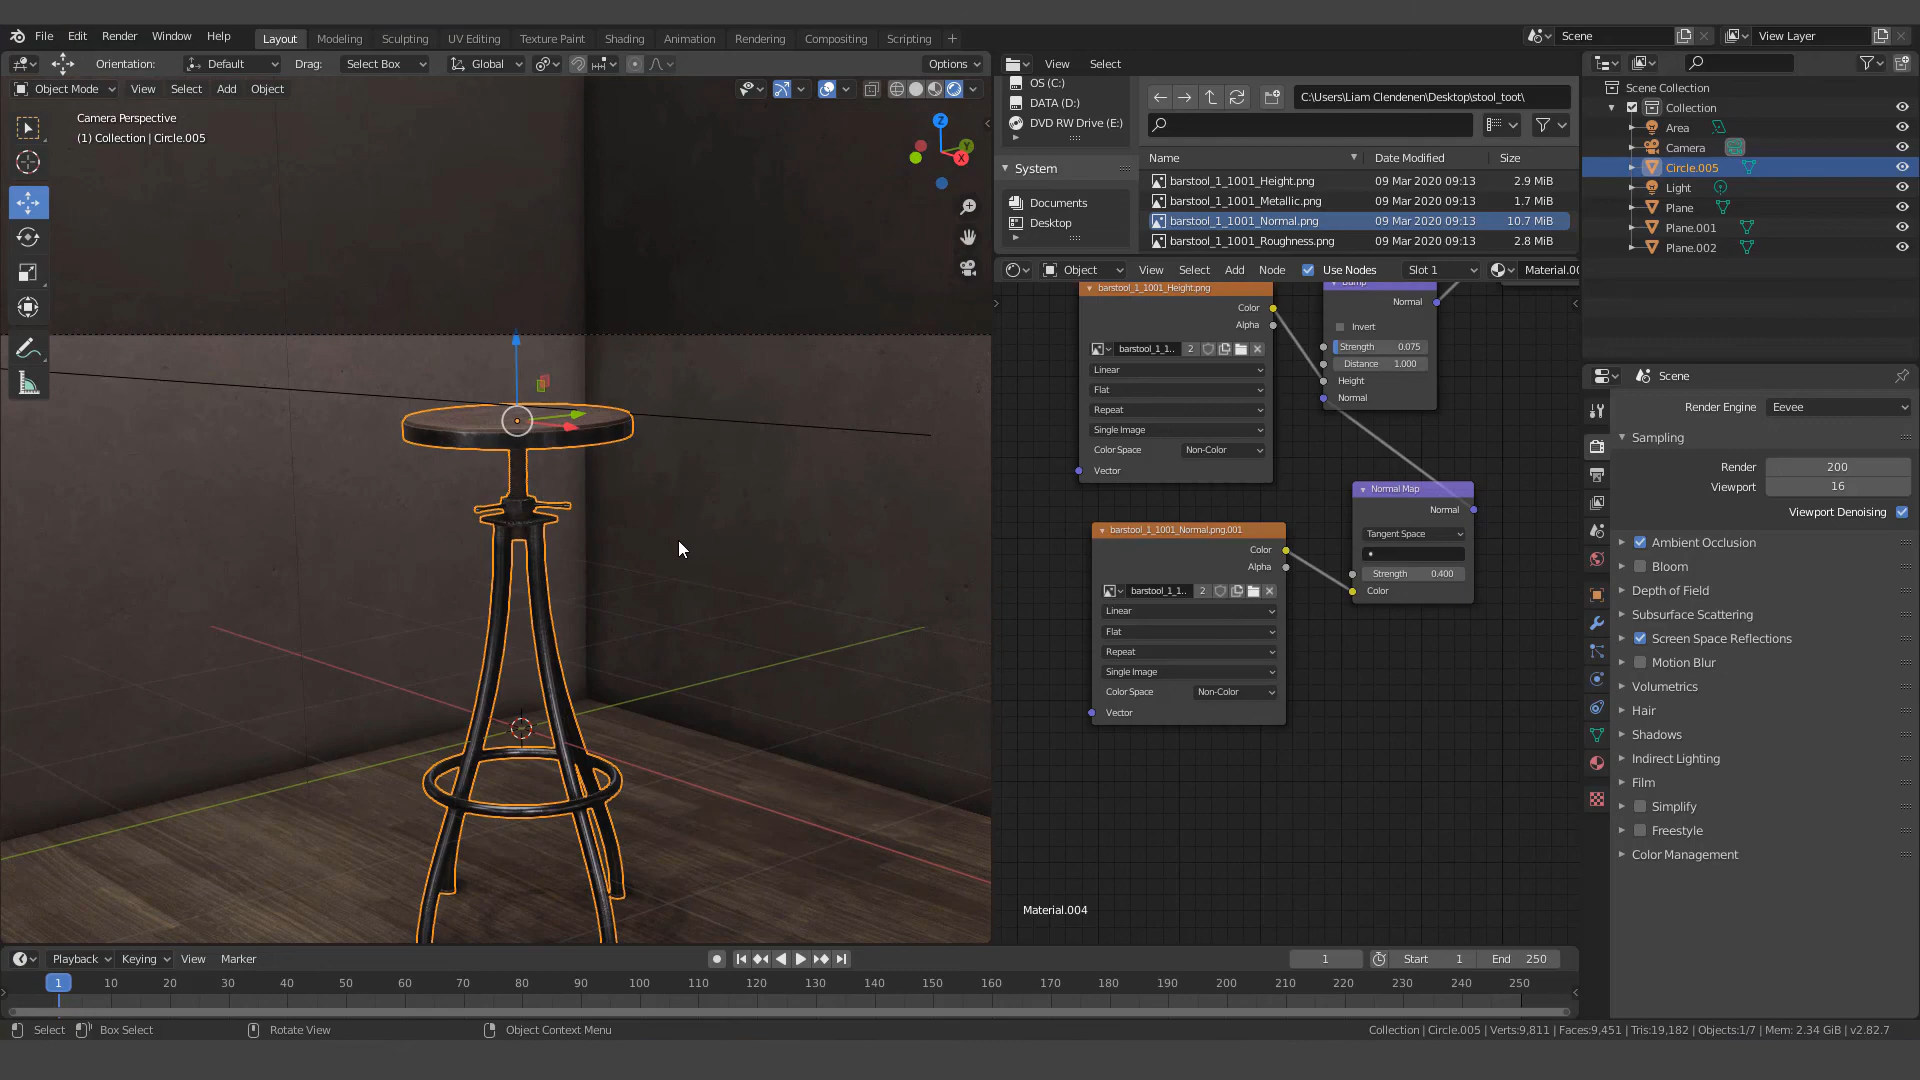 File Edit Render Window Help Layout Modeling Sculpting UV Editing Texture Paint Shading Animation Rendering Compositing Scripting + Scene View Layer
Orientation: Default Drag: Select Box Global Options
Object Mode View Select Add Object
Camera Perspective
(1) Collection | Circle.005
Z
Y
X
View Select
OS (C:)
DATA (D:)
DVD RW Drive (E:)
System
Documents
Desktop
C:\Users\Liam Clendenen\Desktop\stool_toot\
Name Date Modified Size
barstool_1_1001_Height.png 09 Mar 2020 09:13 2.9 MiB
barstool_1_1001_Metallic.png 09 Mar 2020 09:13 1.7 MiB
barstool_1_1001_Normal.png 09 Mar 2020 09:13 10.7 MiB
barstool_1_1001_Roughness.png 09 Mar 2020 09:13 2.8 MiB
Object View Select Add Node Use Nodes Slot 1 Material.00
barstool_1_1001_Height.png
Color
Alpha
barstool_1_1.. 2
Linear
Flat
Repeat
Single Image
Color Space Non-Color
Vector
Bump
Normal
Invert
Strength 0.075
Distance 1.000
Height
Normal
Normal Map
Normal
Tangent Space
Strength 0.400
Color
barstool_1_1001_Normal.png.001
Color
Alpha
barstool_1_1.. 2
Linear
Flat
Repeat
Single Image
Color Space Non-Color
Vector
Material.004
Scene Collection
Collection
Area
Camera
Circle.005
Light
Plane
Plane.001
Plane.002
Scene
Render Engine Eevee
Sampling
Render 200
Viewport 16
Viewport Denoising
Ambient Occlusion
Bloom
Depth of Field
Subsurface Scattering
Screen Space Reflections
Motion Blur
Volumetrics
Hair
Shadows
Indirect Lighting
Film
Simplify
Freestyle
Color Management
Playback Keying View Marker 1 Start 1 End 250
1 10 20 30 40 50 60 70 80 90 100 110 120 130 140 150 160 170 180 190 200 210 220 230 240 250
Select Box Select Rotate View Object Context Menu Collection | Circle.005 | Verts:9,811 | Faces:9,451 | Tris:19,182 | Objects:1/7 | Mem: 2.34 GiB | v2.82.7